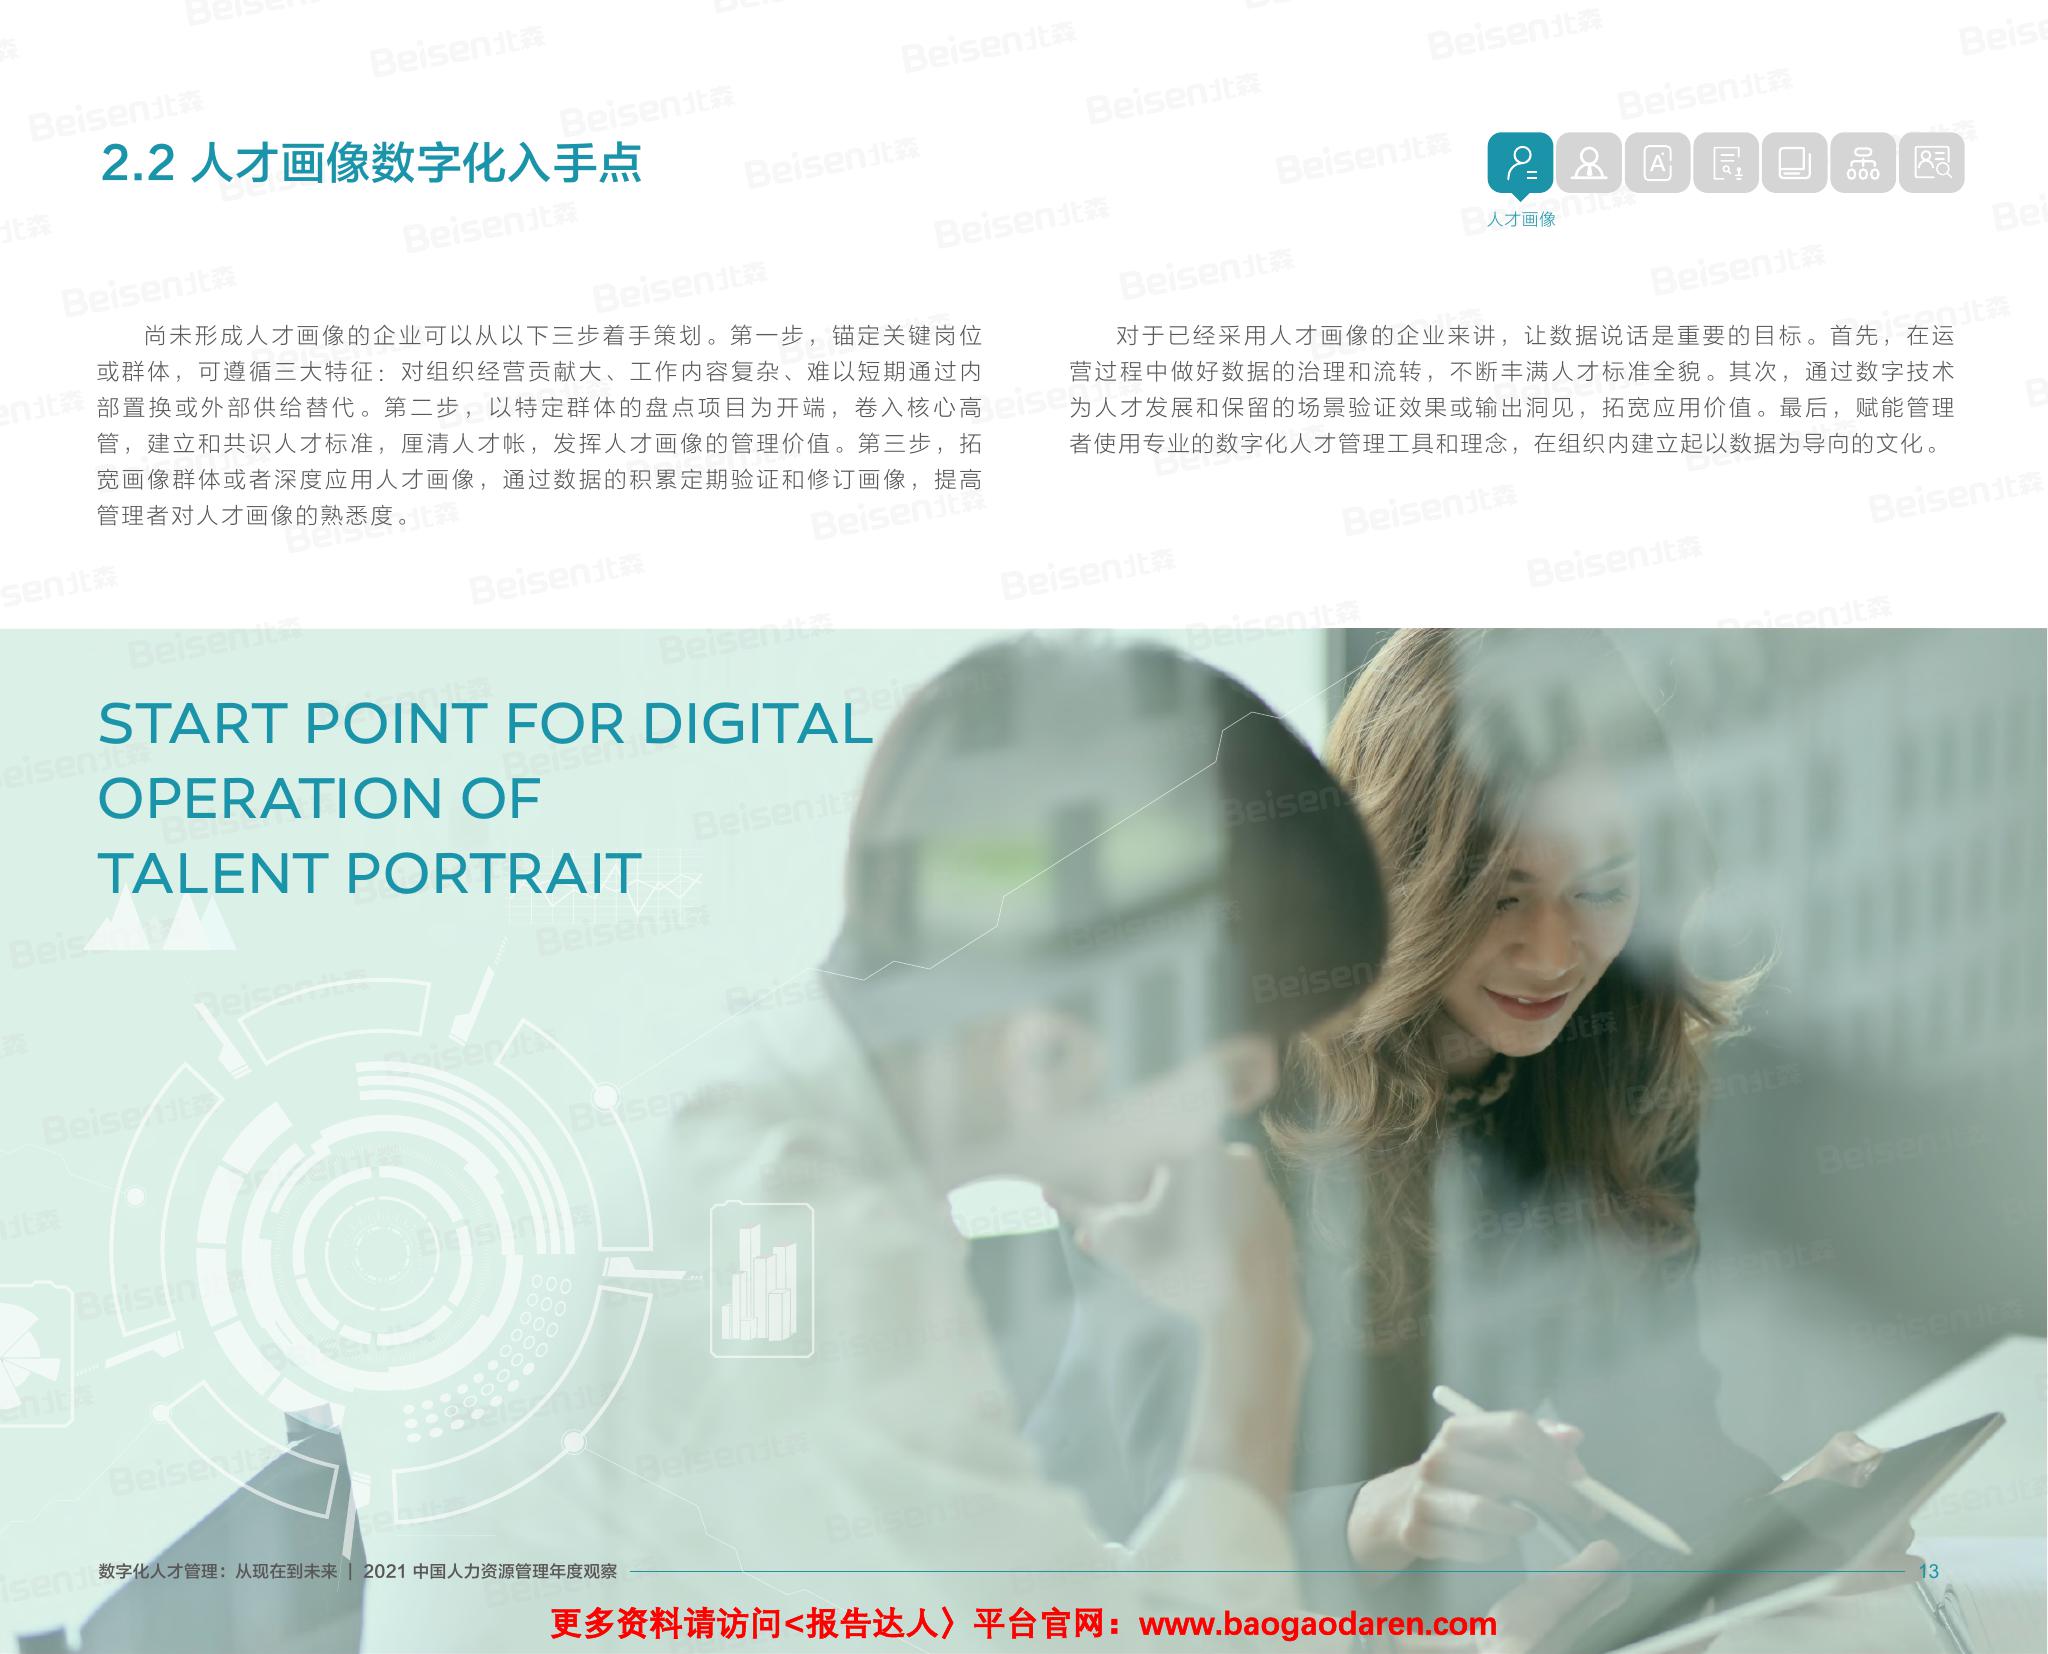 2.2 人才画像数字化入手点
人才画像
尚未形成人才画像的企业可以从以下三步着手策划。第一步，锚定关键岗位
或群体，可遵循三大特征：对组织经营贡献大、工作内容复杂、难以短期通过内
部置换或外部供给替代。第二步，以特定群体的盘点项目为开端，卷入核心高
管，建立和共识人才标准，厘清人才帐，发挥人才画像的管理价值。第三步，拓
宽画像群体或者深度应用人才画像，通过数据的积累定期验证和修订画像，提高
管理者对人才画像的熟悉度。
对于已经采用人才画像的企业来讲，让数据说话是重要的目标。首先，在运
营过程中做好数据的治理和流转，不断丰满人才标准全貌。其次，通过数字技术
为人才发展和保留的场景验证效果或输出洞见，拓宽应用价值。最后，赋能管理
者使用专业的数字化人才管理工具和理念，在组织内建立起以数据为导向的文化。
START POINT FOR DIGITAL
OPERATION OF
TALENT PORTRAIT
数字化人才管理：从现在到未来 | 2021 中国人力资源管理年度观察
13
更多资料请访问<报告达人〉平台官网：www.baogaodaren.com
Beisen北森